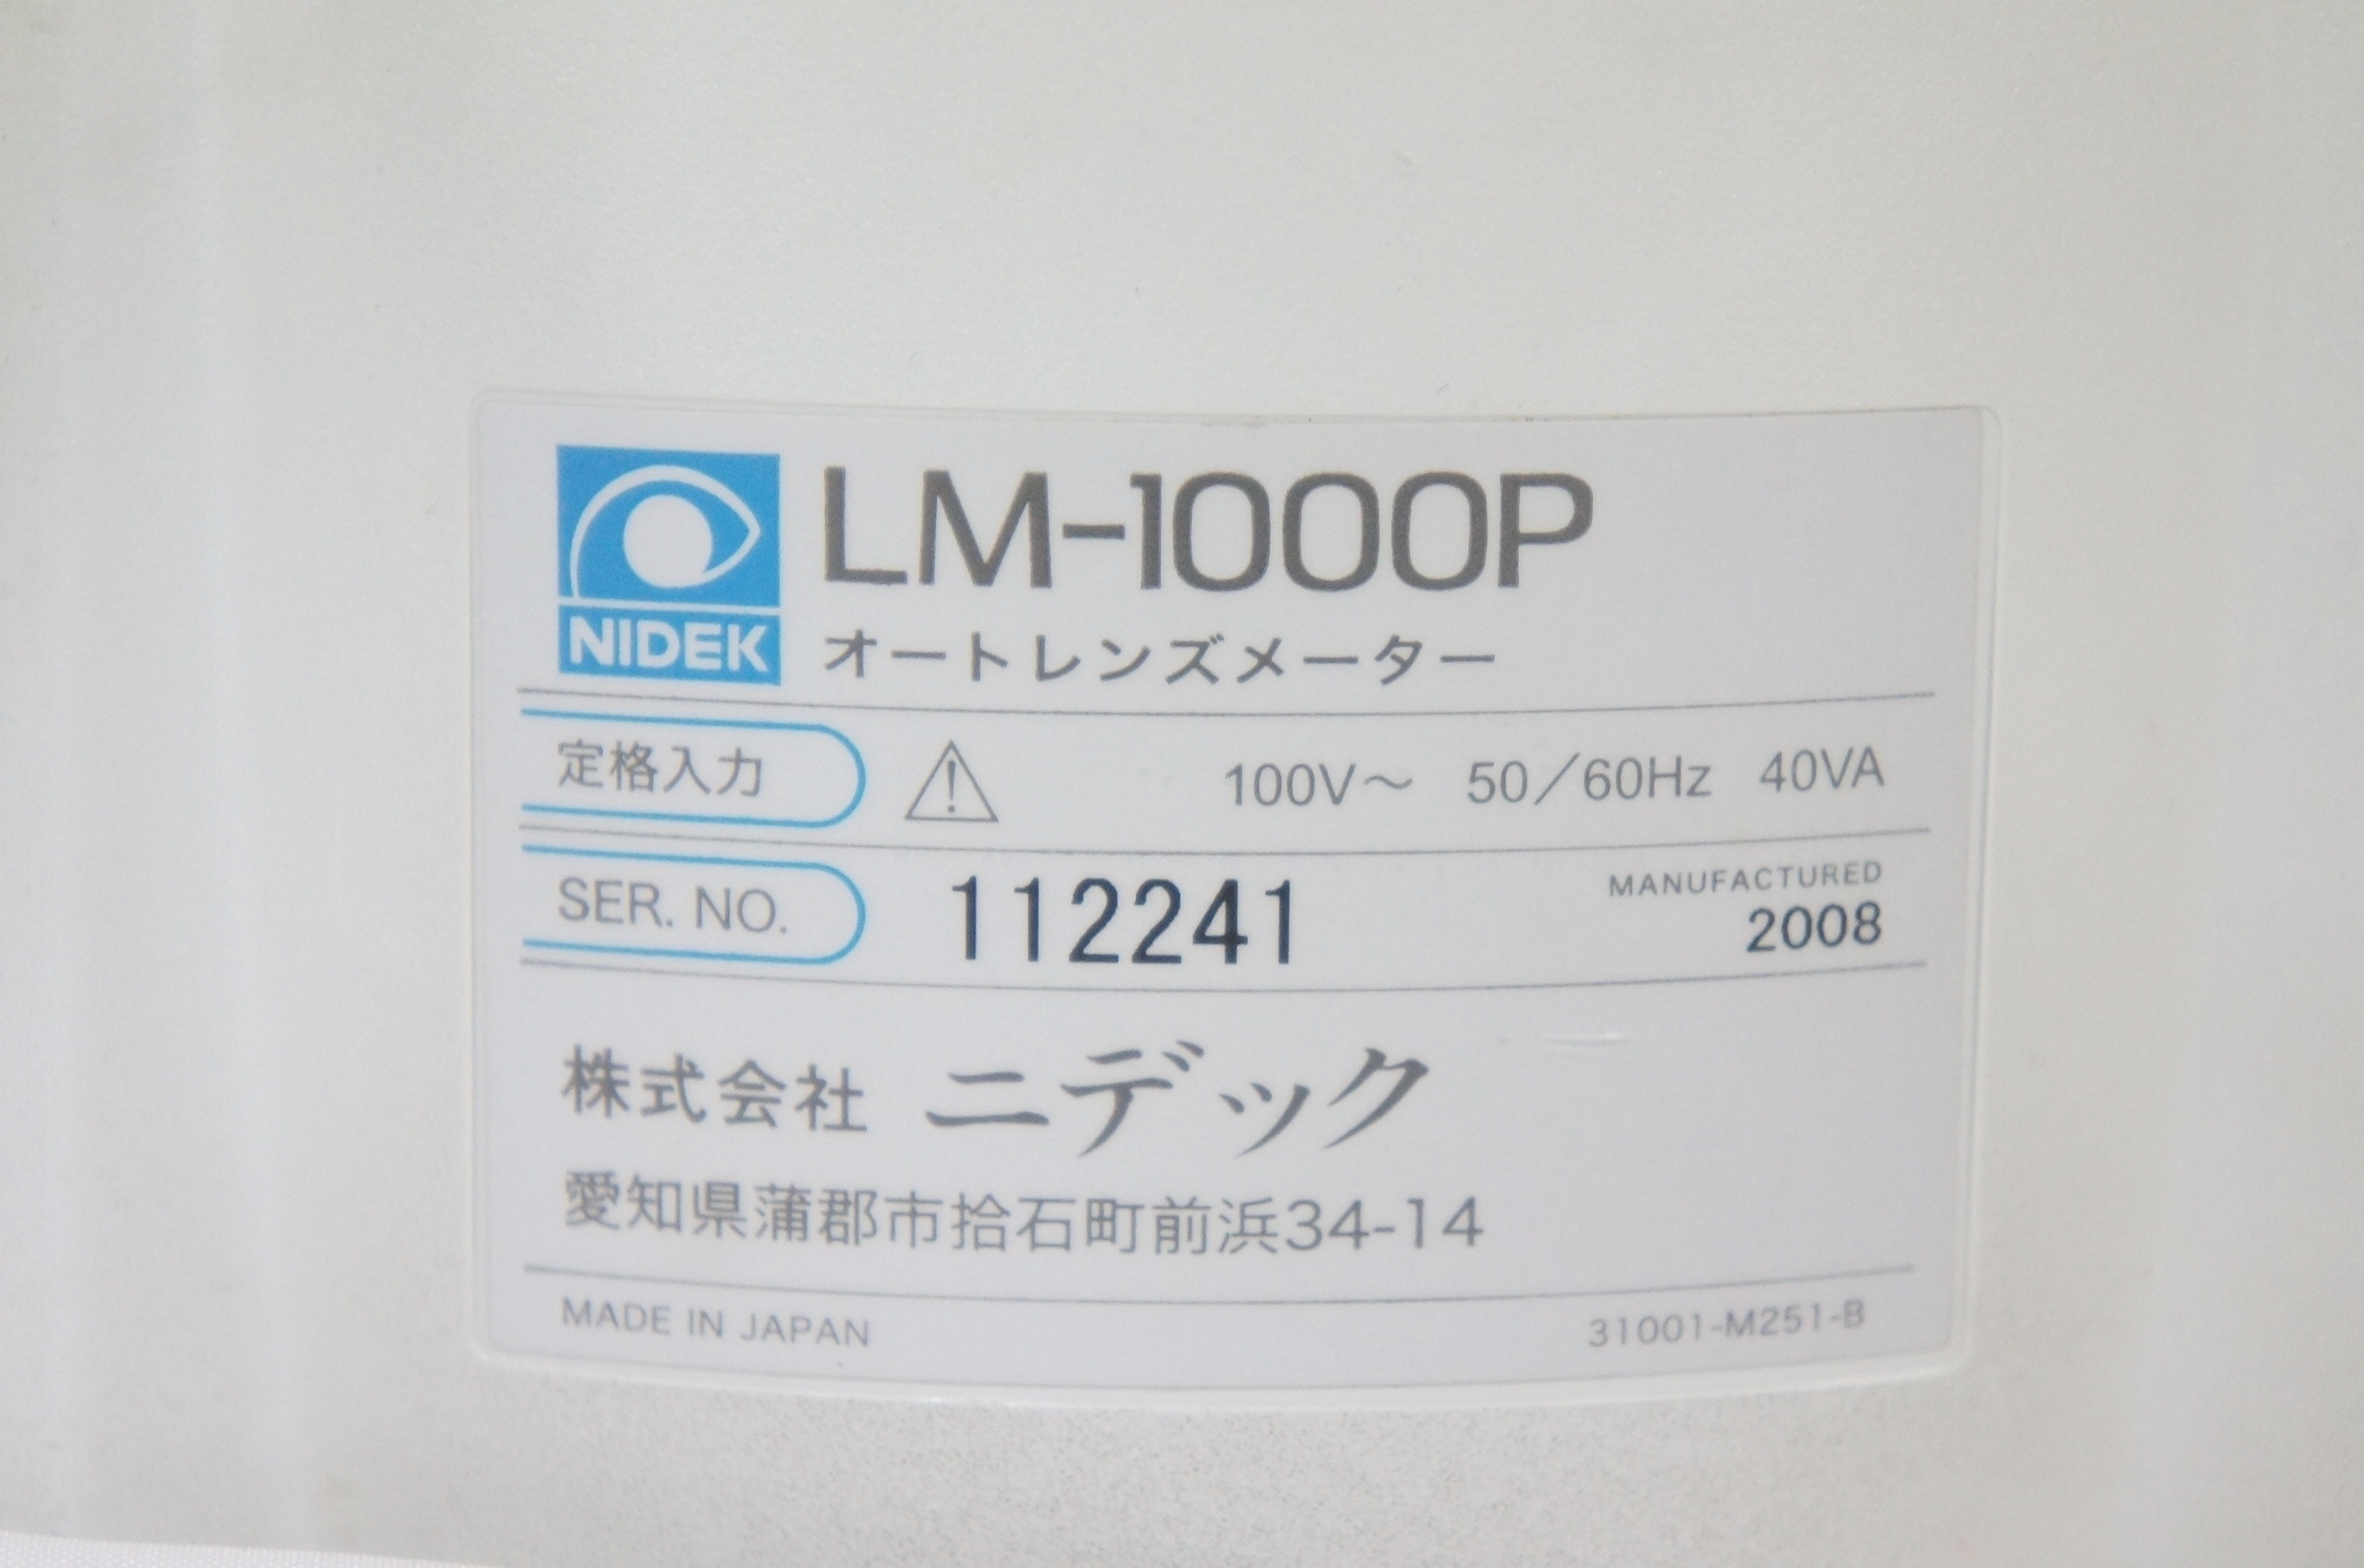 LM-1000P
NIDEK
オートレンズメーター
定格入力 100V～ 50／60Hz 40VA
SER. NO. 112241 MANUFACTURED 2008
株式会社 ニデック
愛知県蒲郡市拾石町前浜34-14
MADE IN JAPAN 31001-M251-B